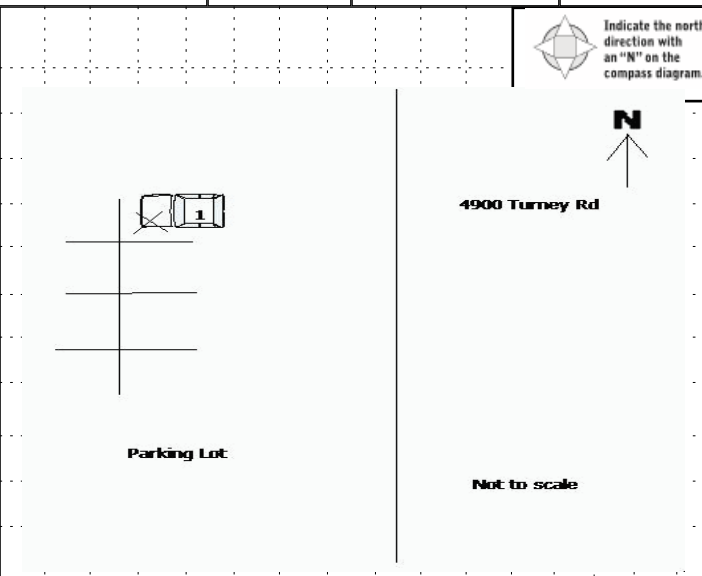 Indicate the north
direction with
an “N” on the
compass diagram.
N
4900 Turney Rd
1
Parking Lot
Not to scale